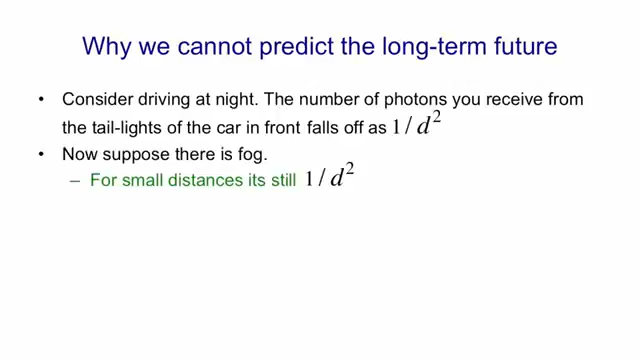 Why we cannot predict the long-term future
• Consider driving at night. The number of photons you receive from
the tail-lights of the car in front falls off as 1 / d²
• Now suppose there is fog.
– For small distances its still 1 / d²